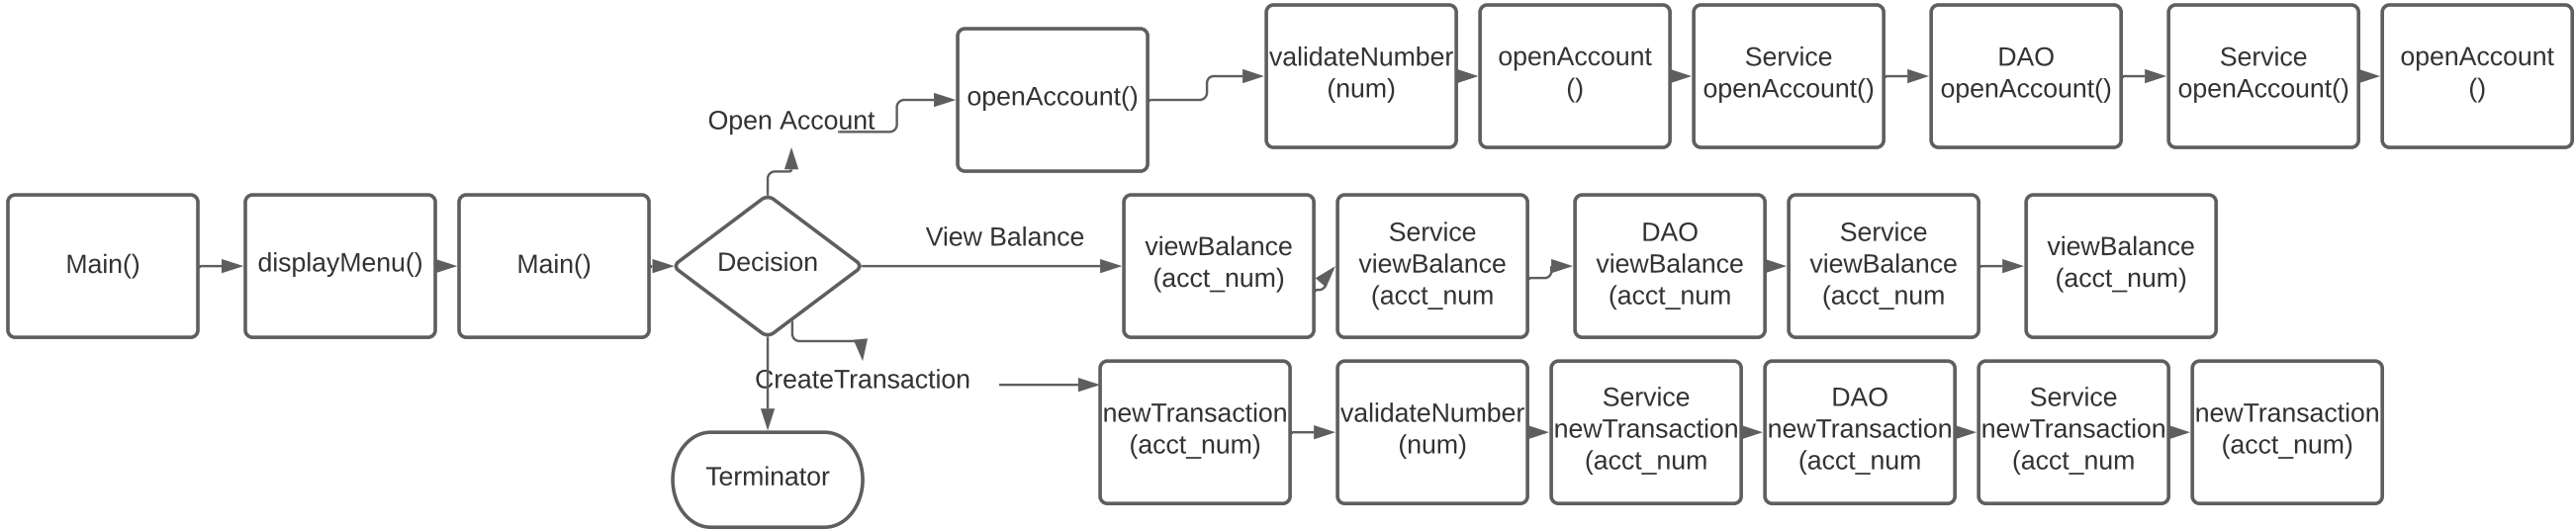 validateNumber
(num)
openAccount
()
Service
openAccount()
DAO
openAccount()
Service
openAccount()
openAccount
()
openAccount()
Open Account
Main()
displayMenu()
Main()
Decision
View Balance
viewBalance
(acct_num)
Service
viewBalance
(acct_num
DAO
viewBalance
(acct_num
Service
viewBalance
(acct_num
viewBalance
(acct_num)
CreateTransaction
newTransaction
(acct_num)
validateNumber
(num)
Service
newTransaction
(acct_num
DAO
newTransaction
(acct_num
Service
newTransaction
(acct_num
newTransaction
(acct_num)
Terminator